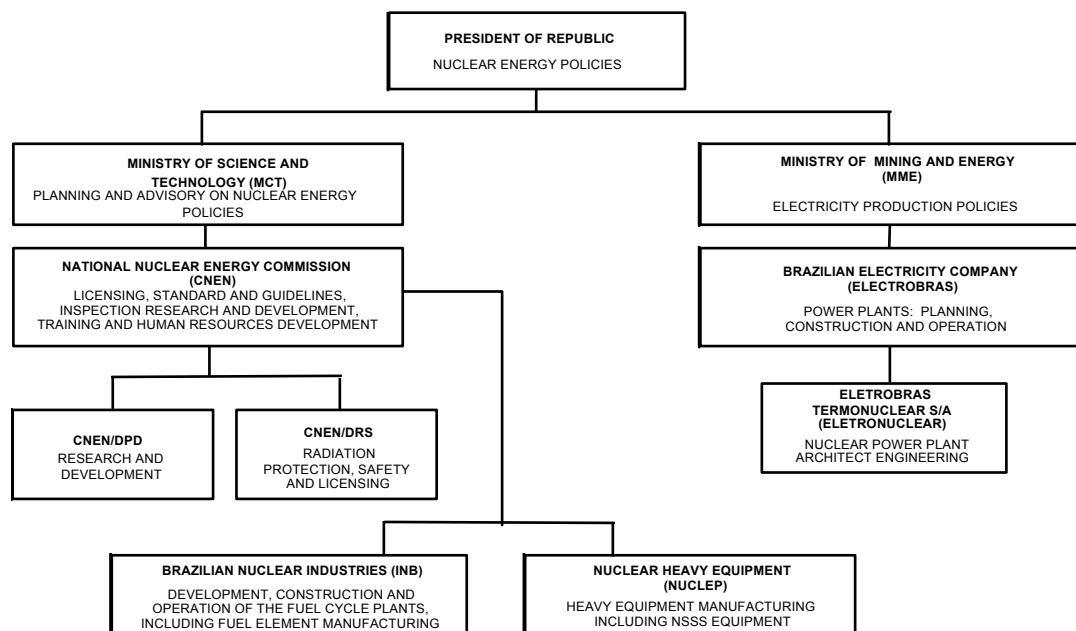 PRESIDENT OF REPUBLIC
NUCLEAR ENERGY POLICIES
MINISTRY OF SCIENCE AND
TECHNOLOGY (MCT)
PLANNING AND ADVISORY ON NUCLEAR ENERGY
POLICIES
MINISTRY OF MINING AND ENERGY
(MME)
ELECTRICITY PRODUCTION POLICIES
NATIONAL NUCLEAR ENERGY COMMISSION
(CNEN)
LICENSING, STANDARD AND GUIDELINES,
INSPECTION RESEARCH AND DEVELOPMENT,
TRAINING AND HUMAN RESOURCES DEVELOPMENT
BRAZILIAN ELECTRICITY COMPANY
(ELECTROBRAS)
POWER PLANTS: PLANNING,
CONSTRUCTION AND OPERATION
CNEN/DPD
RESEARCH AND
DEVELOPMENT
CNEN/DRS
RADIATION
PROTECTION, SAFETY
AND LICENSING
ELETROBRAS
TERMONUCLEAR S/A
(ELETRONUCLEAR)
NUCLEAR POWER PLANT
ARCHITECT ENGINEERING
BRAZILIAN NUCLEAR INDUSTRIES (INB)
DEVELOPMENT, CONSTRUCTION AND
OPERATION OF THE FUEL CYCLE PLANTS,
INCLUDING FUEL ELEMENT MANUFACTURING
NUCLEAR HEAVY EQUIPMENT
(NUCLEP)
HEAVY EQUIPMENT MANUFACTURING
INCLUDING NSSS EQUIPMENT